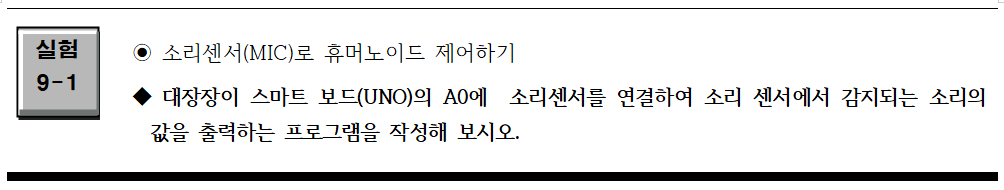 실험
9-1
◉ 소리센서(MIC)로 휴머노이드 제어하기
◆ 대장장이 스마트 보드(UNO)의 A0에 소리센서를 연결하여 소리 센서에서 감지되는 소리의
값을 출력하는 프로그램을 작성해 보시오.